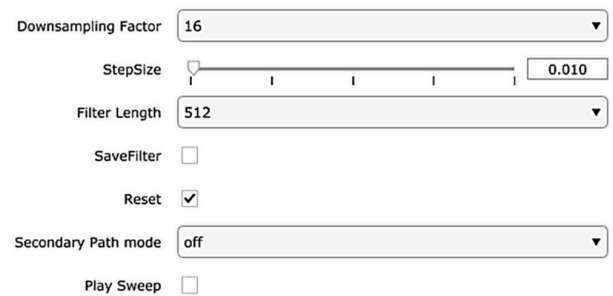 Downsampling Factor 16
StepSize 0.010
Filter Length 512
SaveFilter
Reset
Secondary Path mode off
Play Sweep